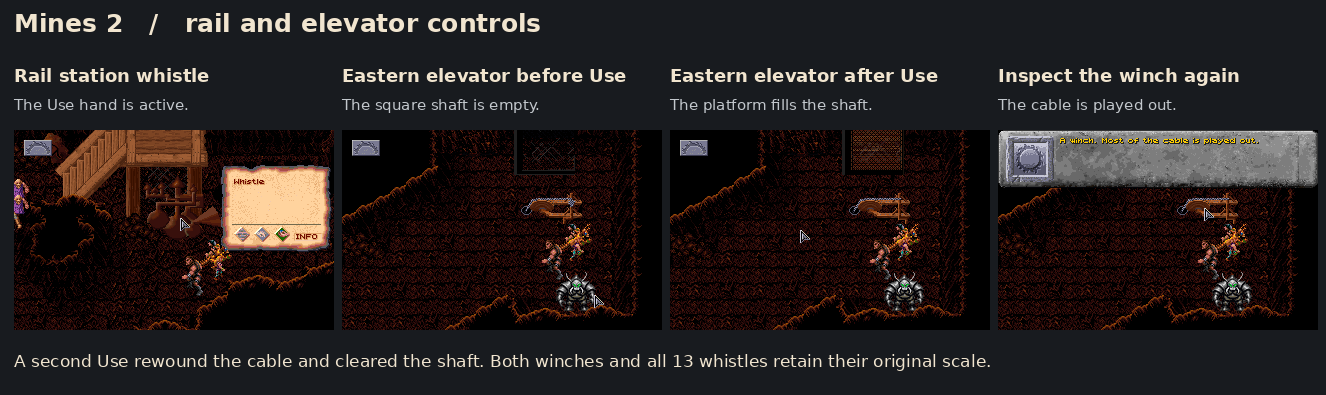 Mines 2 / rail and elevator controls
Rail station whistle
The Use hand is active.
Whistle
INFO
Eastern elevator before Use
The square shaft is empty.
Eastern elevator after Use
The platform fills the shaft.
Inspect the winch again
The cable is played out.
A winch. Most of the cable is played out.
A second Use rewound the cable and cleared the shaft. Both winches and all 13 whistles retain their original scale.